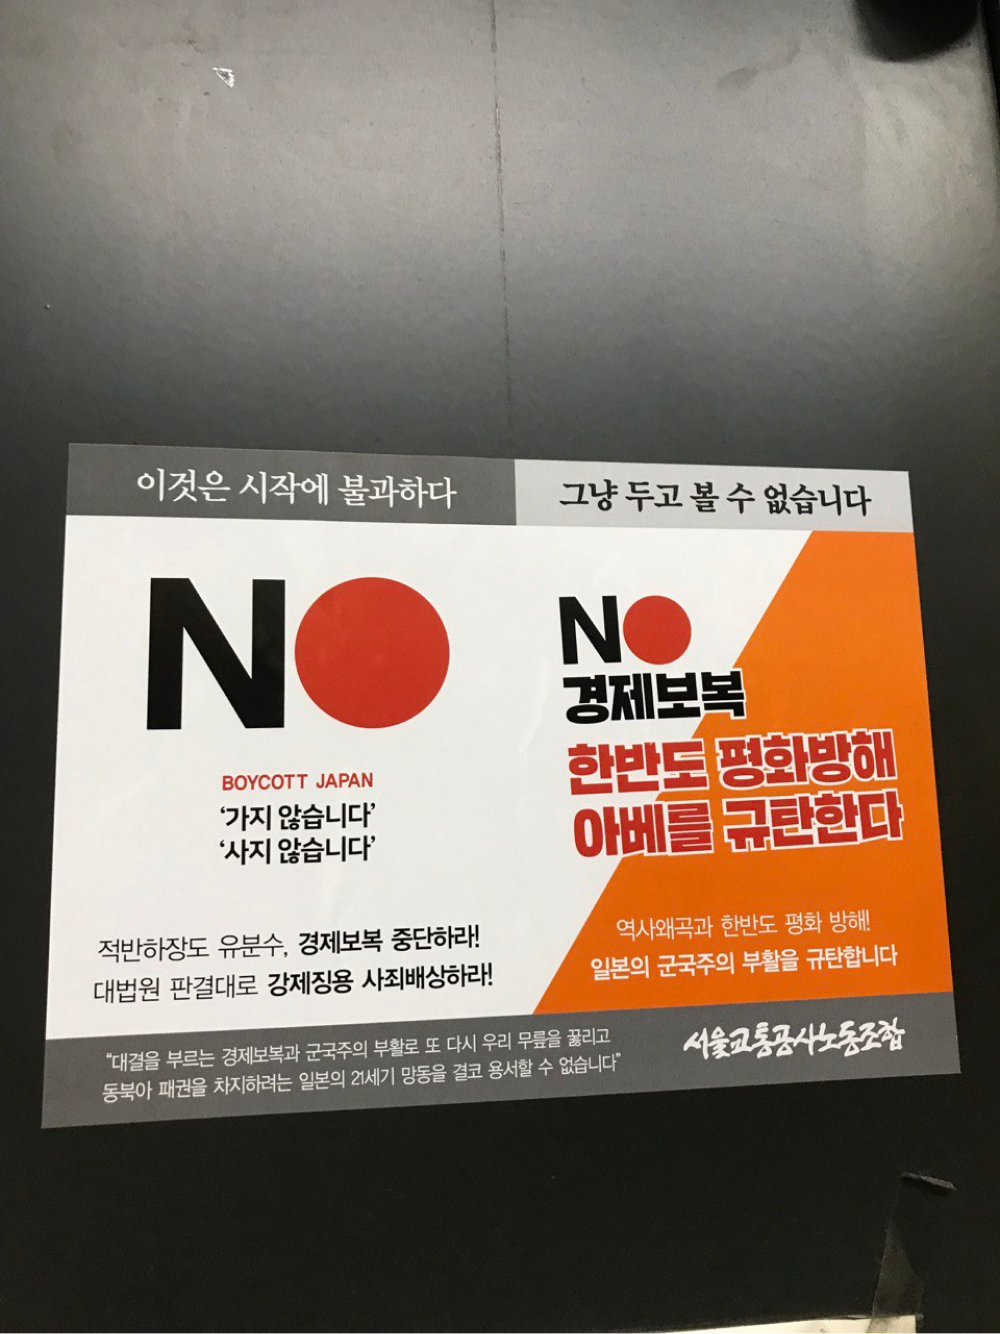 이것은 시작에 불과하다
NO
BOYCOTT JAPAN
‘가지 않습니다’
‘사지 않습니다’
적반하장도 유분수, 경제보복 중단하라!
대법원 판결대로 강제징용 사죄배상하라!
그냥 두고 볼 수 없습니다
NO
경제보복
한반도 평화방해
아베를 규탄한다
역사왜곡과 한반도 평화 방해!
일본의 군국주의 부활을 규탄합니다
“대결을 부르는 경제보복과 군국주의 부활로 또 다시 우리 무릎을 꿇리고
동북아 패권을 차지하려는 일본의 21세기 망동을 결코 용서할 수 없습니다”
서울교통공사노동조합